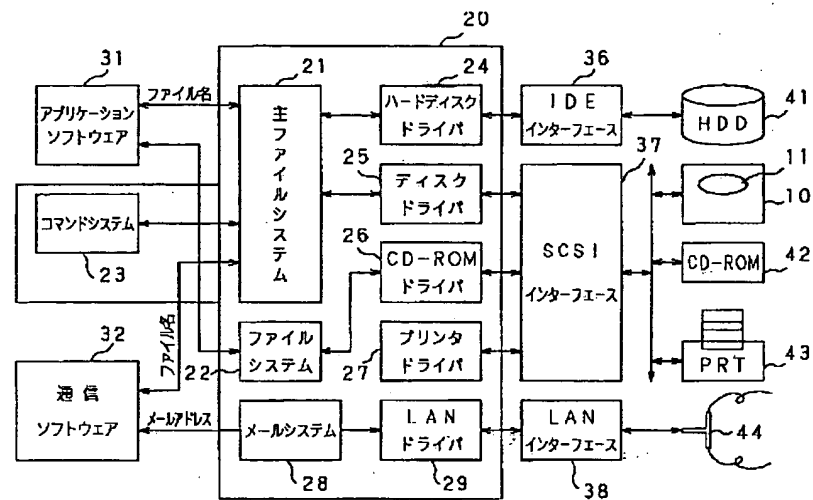 20
31
アプリケーション
ソフトウェア
ファイル名
21
主ファイルシステム
24
ハードディスク
ドライバ
36
IDE
インターフェース
HDD
41
25
ディスク
ドライバ
37
SCSI
インターフェース
11
10
コマンドシステム
23
26
CD-ROM
ドライバ
CD-ROM
42
ファイル名
ファイル
システム
22
プリンタ
ドライバ
27
PRT
43
32
通信
ソフトウェア
メールアドレス
メールシステム
28
LAN
ドライバ
29
LAN
インターフェース
38
44